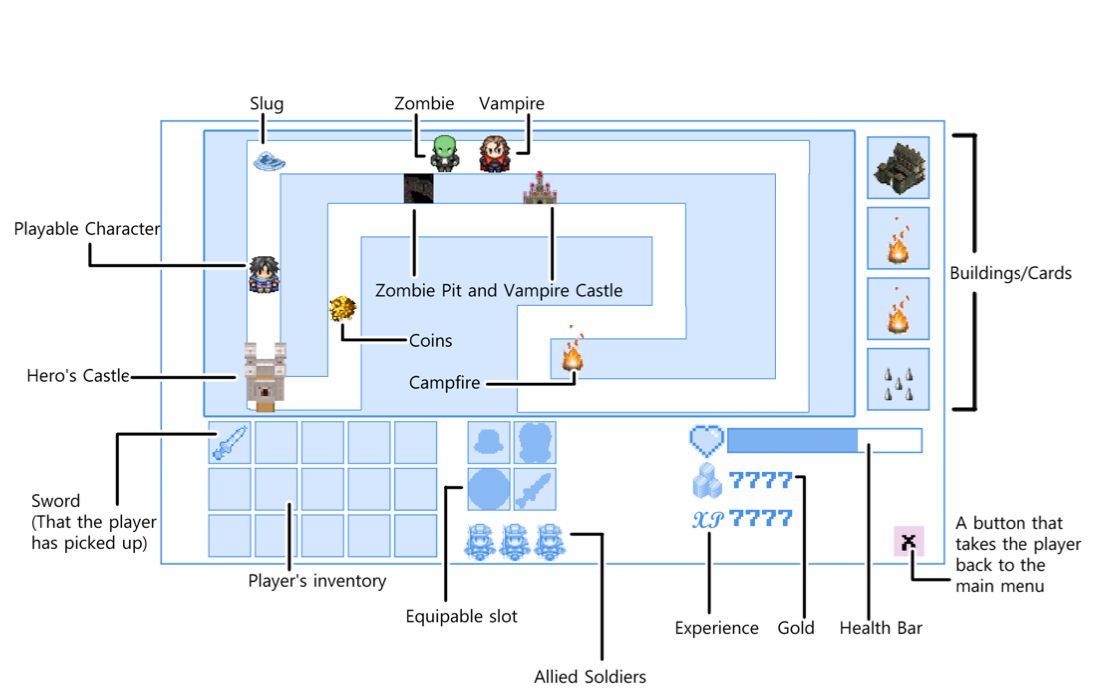 Slug
Zombie
Vampire
Playable Character
Buildings/Cards
Zombie Pit and Vampire Castle
Coins
Hero's Castle
Campfire
7777
Sword
(That the player
has picked up)
XP 7777
A button that
takes the player
back to the
main menu
x
Player's inventory
Equipable slot
Experience
Gold
Health Bar
Allied Soldiers